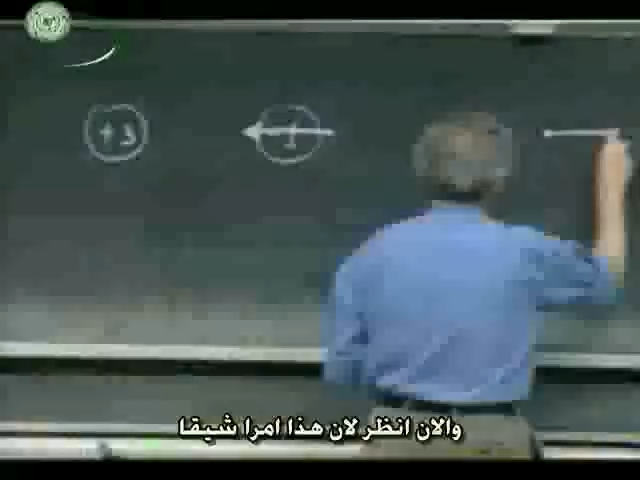 +3 -1
والان انظر لان هذا امرا شيقا